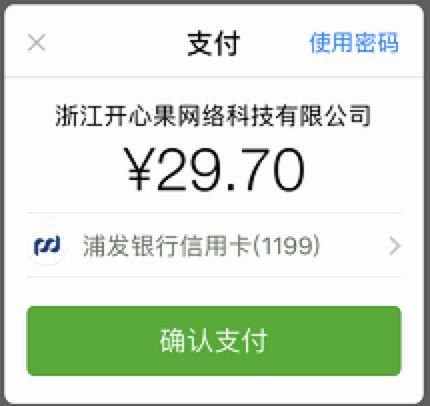 支付 使用密码
浙江开心果网络科技有限公司
¥29.70
浦发银行信用卡(1199)
确认支付